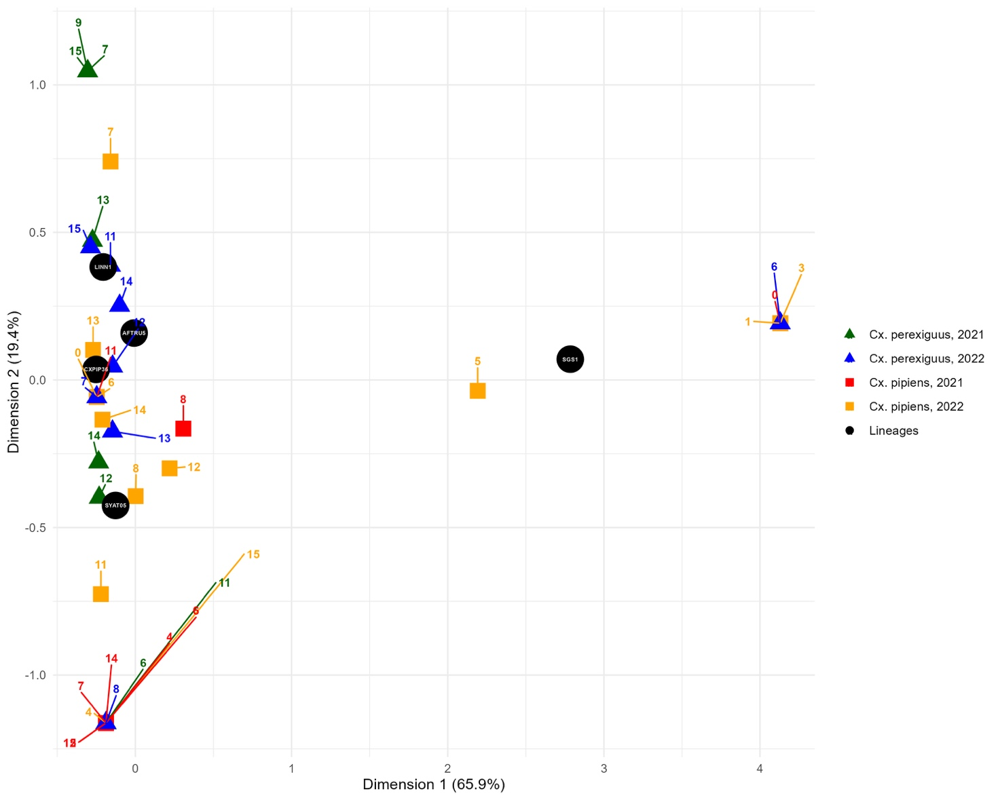 9
15 7
7
13
15 11
14
12
13
0 11
7 6
14
13
14
12
8
12
8
5
6 3
0
1
11
15
11
6
4
6
14
7
8
4
LINN1
AFTRU5
CXPIP36
SGS1
SYAT05
1.0
0.5
0.0
-0.5
-1.0
0 1 2 3 4
Dimension 1 (65.9%)
Dimension 2 (19.4%)
Cx. perexiguus, 2021
Cx. perexiguus, 2022
Cx. pipiens, 2021
Cx. pipiens, 2022
Lineages